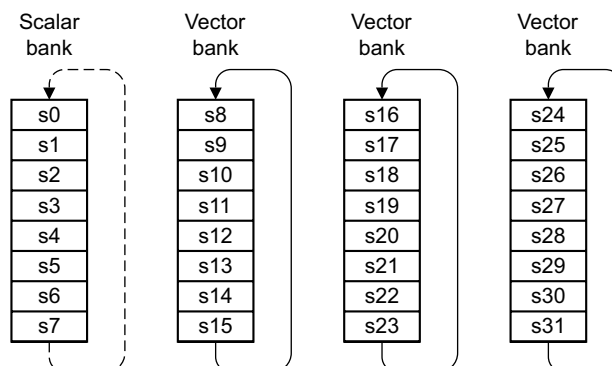 Scalar
bank
Vector
bank
Vector
bank
Vector
bank
s0
s1
s2
s3
s4
s5
s6
s7
s8
s9
s10
s11
s12
s13
s14
s15
s16
s17
s18
s19
s20
s21
s22
s23
s24
s25
s26
s27
s28
s29
s30
s31